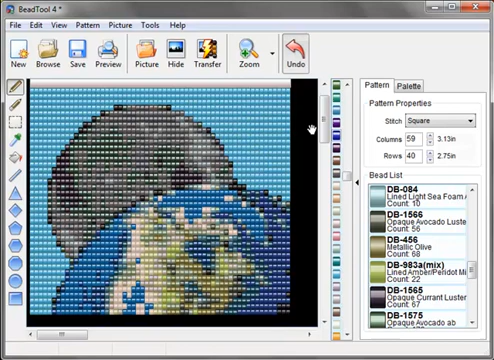 BeadTool 4 *
File Edit View Pattern Picture Tools Help
New Browse Save Preview Picture Hide Transfer Zoom Undo
Pattern Palette
Pattern Properties
Stitch Square
Columns 59 3.13in
Rows 40 2.75in
Bead List
DB-084
Lined Light Sea Foam A
Count: 10
DB-1566
Opaque Avocado Luste
Count: 56
DB-456
Metallic Olive
Count: 68
DB-983a(mix)
Lined Amber/Peridot Mi
Count: 22
DB-1565
Opaque Currant Luster
Count: 67
DB-1575
Opaque Avocado ab